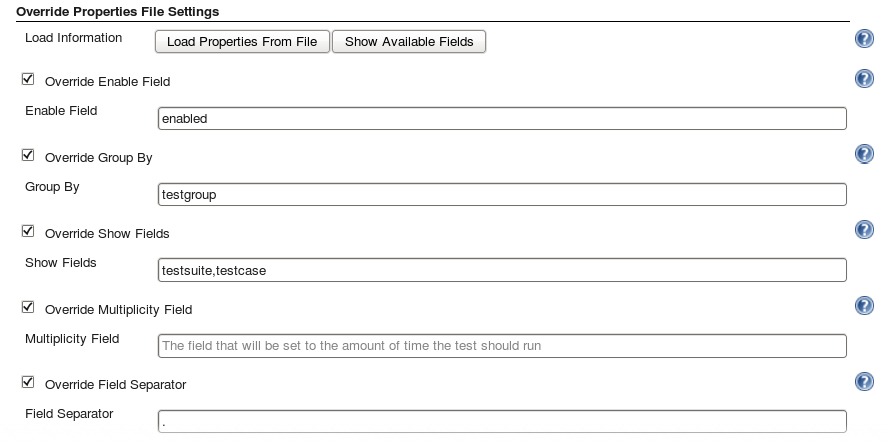 Override Properties File Settings
Load Information Load Properties From File Show Available Fields ?
Override Enable Field ?
Enable Field enabled
Override Group By ?
Group By testgroup
Override Show Fields ?
Show Fields testsuite,testcase
Override Multiplicity Field ?
Multiplicity Field The field that will be set to the amount of time the test should run
Override Field Separator ?
Field Separator .